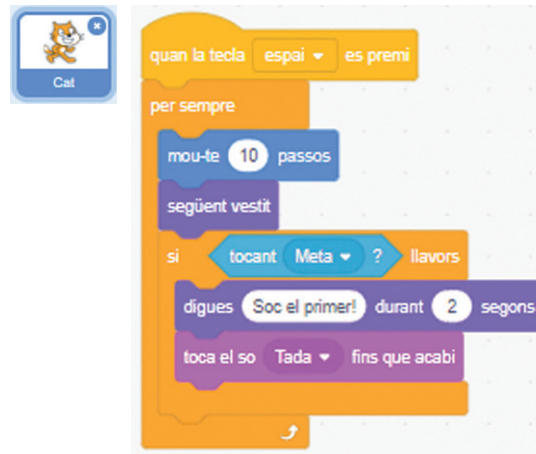 Cat
quan la tecla espai es premi
per sempre
mou-te 10 passos
següent vestit
si tocant Meta ? llavors
digues Soc el primer! durant 2 segons
toca el so Tada fins que acabi